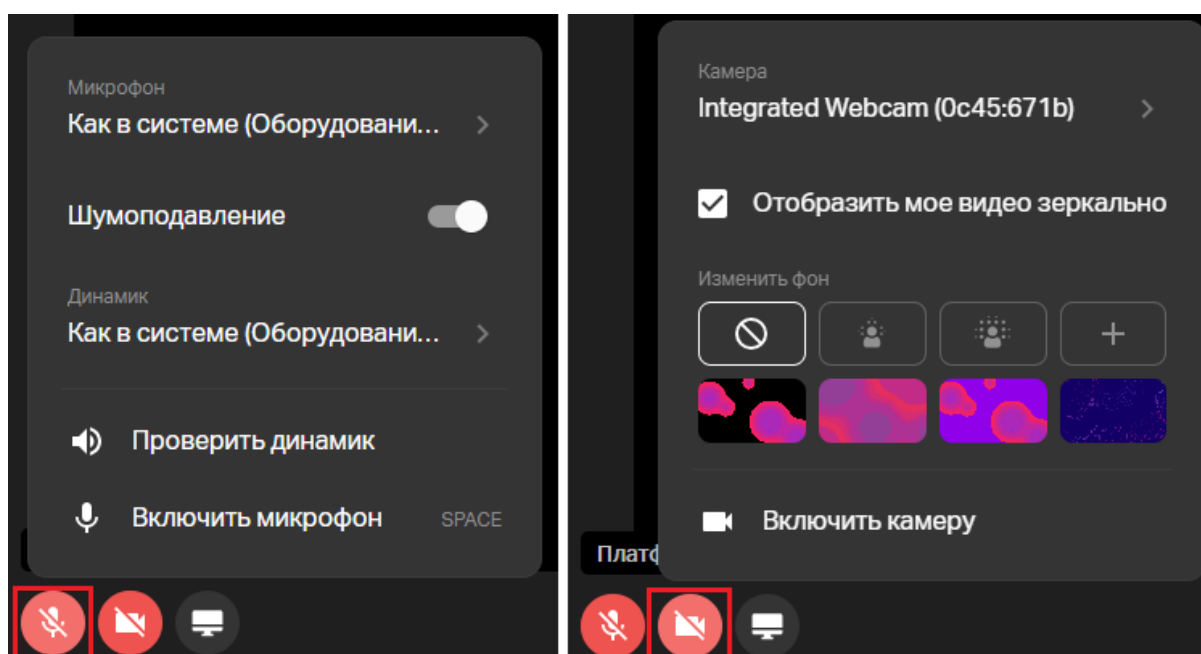 Микрофон
Как в системе (Оборудовани...
Шумоподавление
Динамик
Как в системе (Оборудовани...
Проверить динамик
Включить микрофон SPACE
Камера
Integrated Webcam (0c45:671b)
Отобразить мое видео зеркально
Изменить фон
Включить камеру
Платф